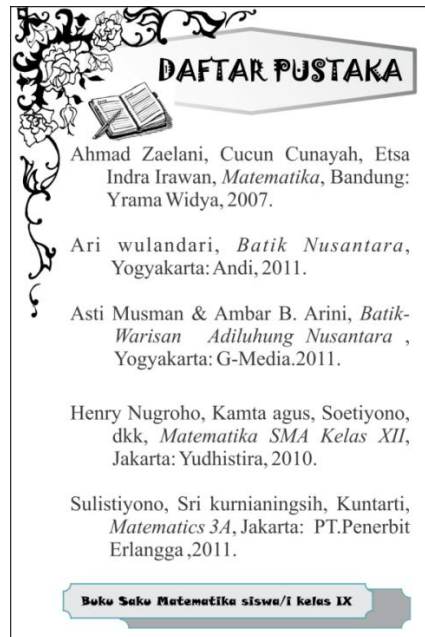 DAFTAR PUSTAKA
Ahmad Zaelani, Cucun Cunayah, Etsa
Indra Irawan, Matematika, Bandung:
Yrama Widya, 2007.
Ari wulandari, Batik Nusantara,
Yogyakarta: Andi, 2011.
Asti Musman & Ambar B. Arini, Batik-
Warisan Adiluhung Nusantara ,
Yogyakarta: G-Media.2011.
Henry Nugroho, Kamta agus, Soetiyono,
dkk, Matematika SMA Kelas XII,
Jakarta: Yudhistira, 2010.
Sulistiyono, Sri kurnianingsih, Kuntarti,
Mathematics 3A, Jakarta: PT.Penerbit
Erlangga ,2011.
Buku Saku Matematika siswa/i kelas IX